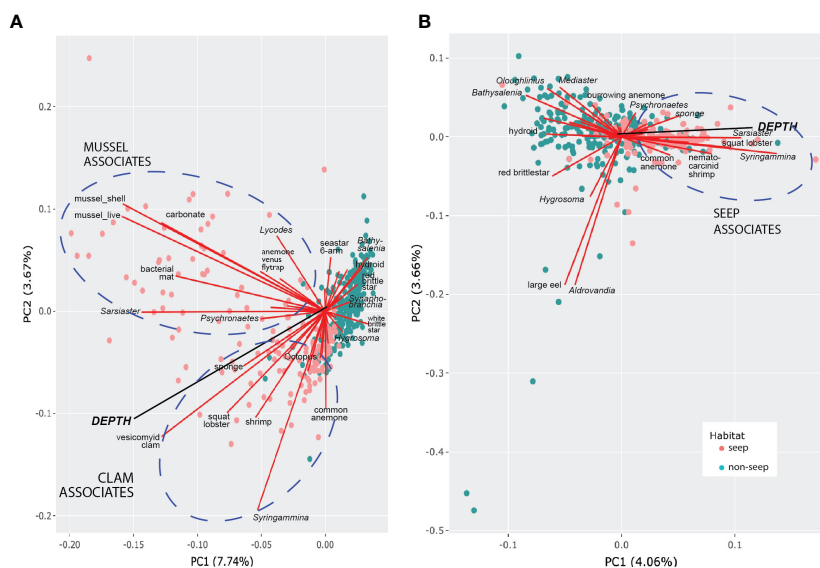 A
B
0.2
0.1
0.0
-0.1
-0.2
PC2 (3.67%)
-0.20
-0.15
-0.10
-0.05
0.00
PC1 (7.74%)
MUSSEL
ASSOCIATES
mussel_shell
mussel_live
carbonate
Lycodes
bacterial
mat
anemone
venus
flytrap
seastar
6-arm
Bathy-
salenia
hydroid
red
brittle
star
Synapho-
branchia
white
brittle
star
Hygrosoma
Sarsiaster
Psychronaetes
Octopus
sponge
DEPTH
squat
lobster
shrimp
common
anemone
vesicomyid
clam
CLAM
ASSOCIATES
Syringammina
0.1
0.0
-0.1
-0.2
-0.3
-0.4
-0.5
PC2 (3.66%)
-0.1
0.0
0.1
PC1 (4.06%)
Oloughlinius
Mediaster
Bathysalenia
burrowing anemone
Psychronaetes
sponge
hydroid
DEPTH
Sarsiaster
squat lobster
Syringammina
common
anemone
nemato-
carcinid
shrimp
red brittlestar
Hygrosoma
SEEP
ASSOCIATES
large eel
Aldrovandia
Habitat
seep
non-seep